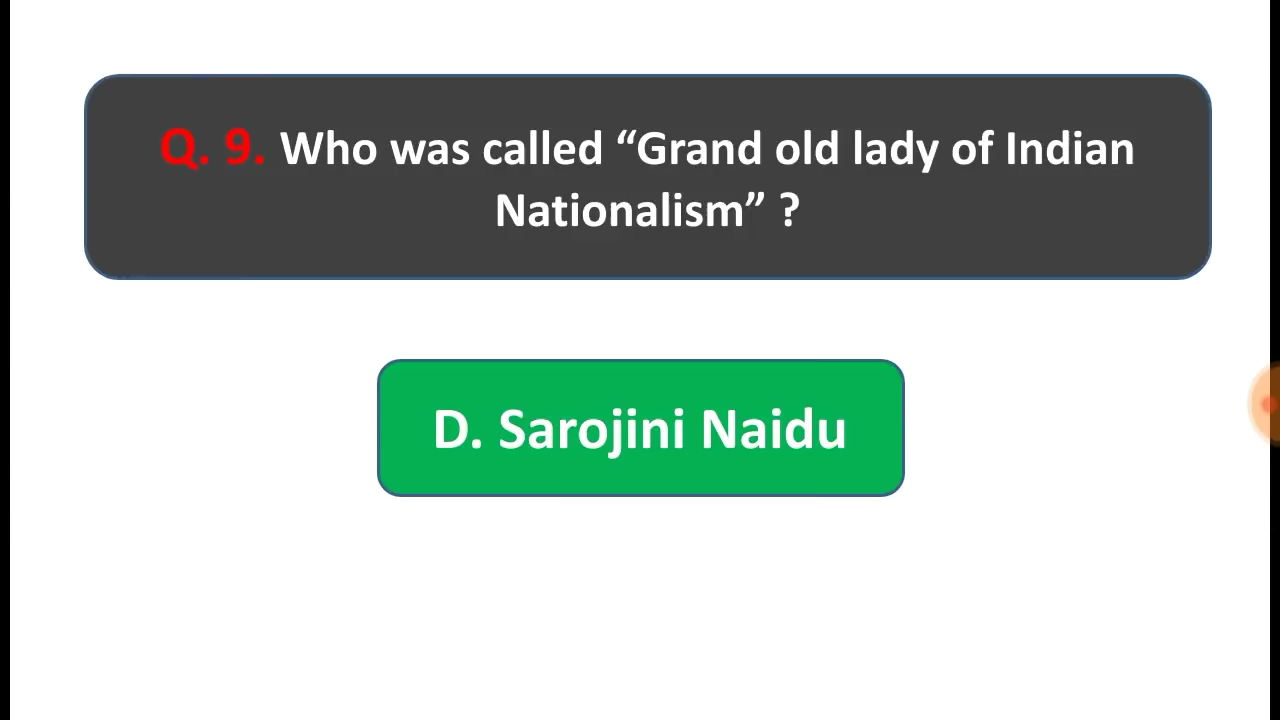 Q. 9. Who was called “Grand old lady of Indian
Nationalism” ?
D. Sarojini Naidu